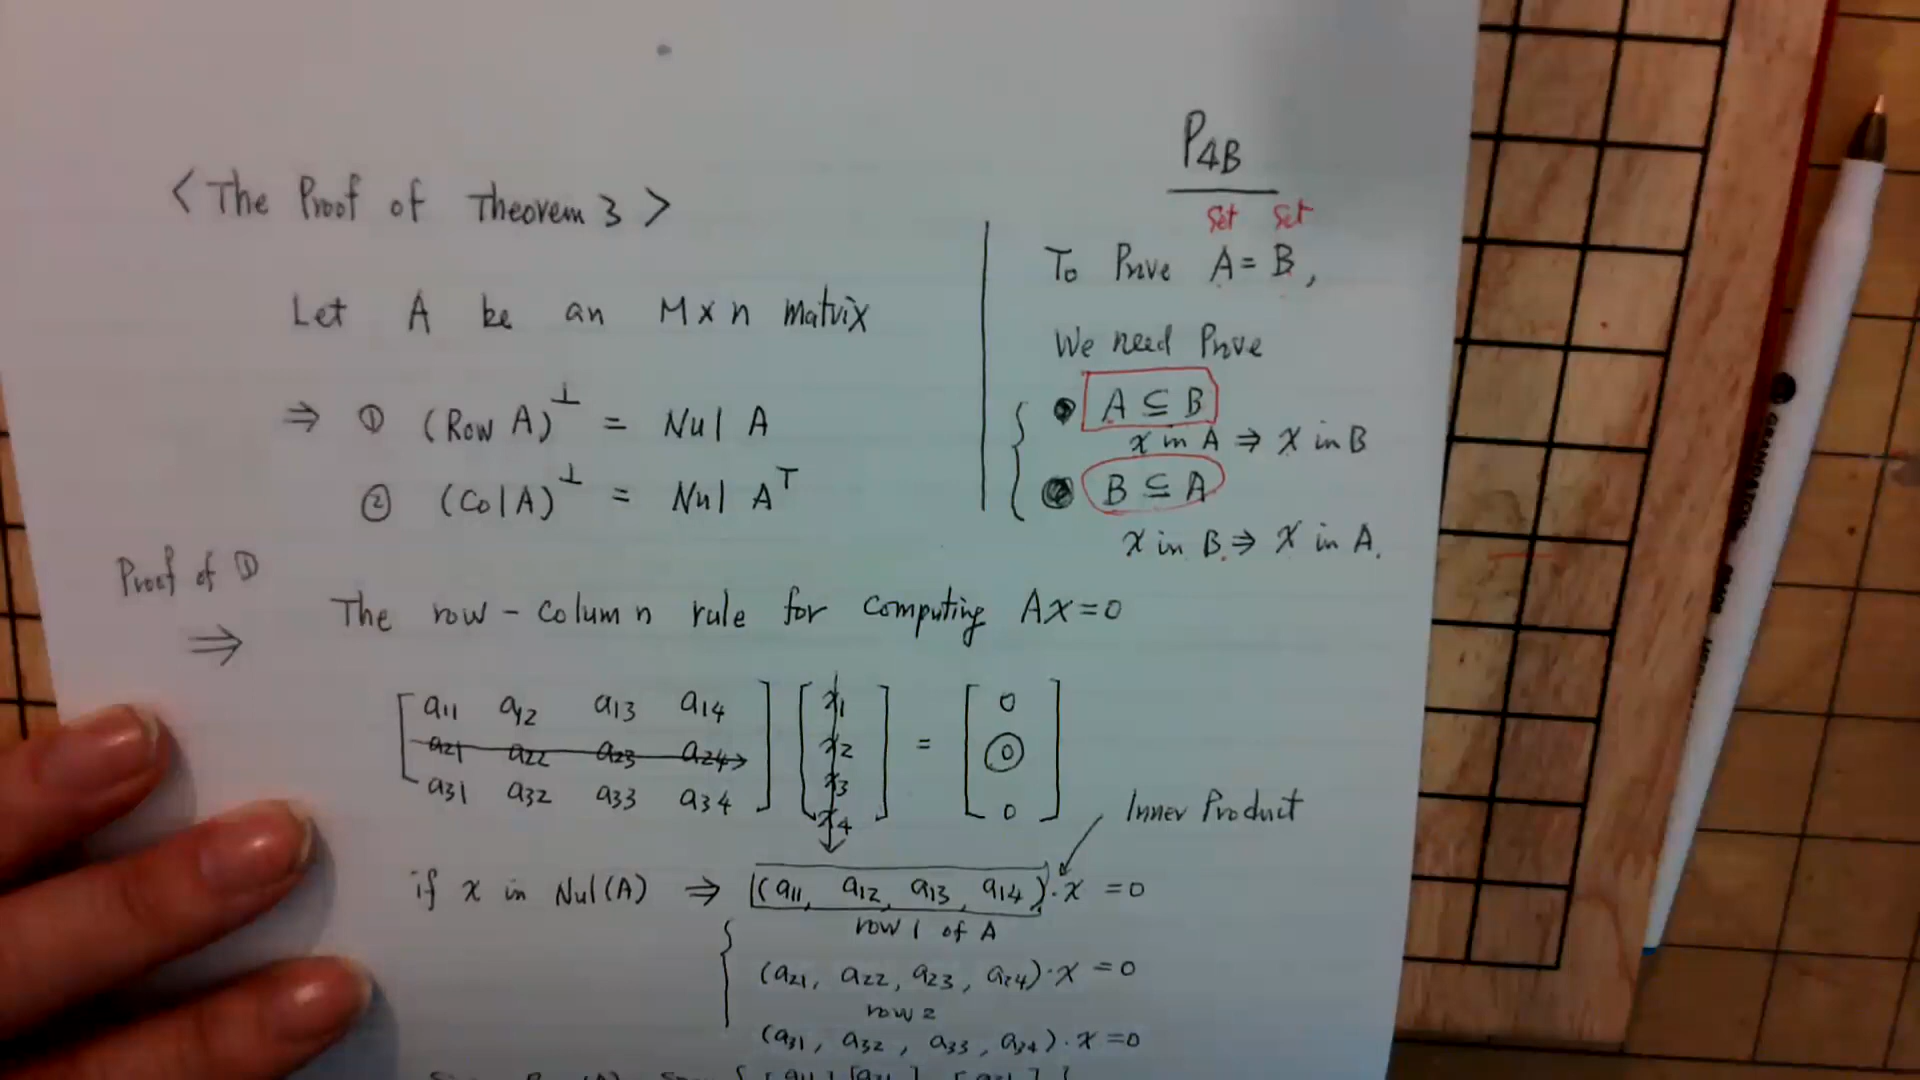 P4B
< The Proof of Theorem 3 >
Let A be an M x n matrix
⇒ ① (Row A)⊥ = Nul A
② (Col A)⊥ = Nul Aᵀ
Set Set
To Prove A = B,
We need Prove
A ⊆ B
x in A ⇒ x in B
B ⊆ A
x in B ⇒ x in A.
Proof of ①
⇒ The row-column rule for computing Ax=0
a11 a12 a13 a14 x1 0
a21 a22 a23 a24 x2 = 0
a31 a32 a33 a34 x3 0
x4
Inner Product
if x in Nul(A) ⇒ (a11, a12, a13, a14)·x = 0
row 1 of A
(a21, a22, a23, a24)·x = 0
row 2
(a31, a32, a33, a34)·x = 0